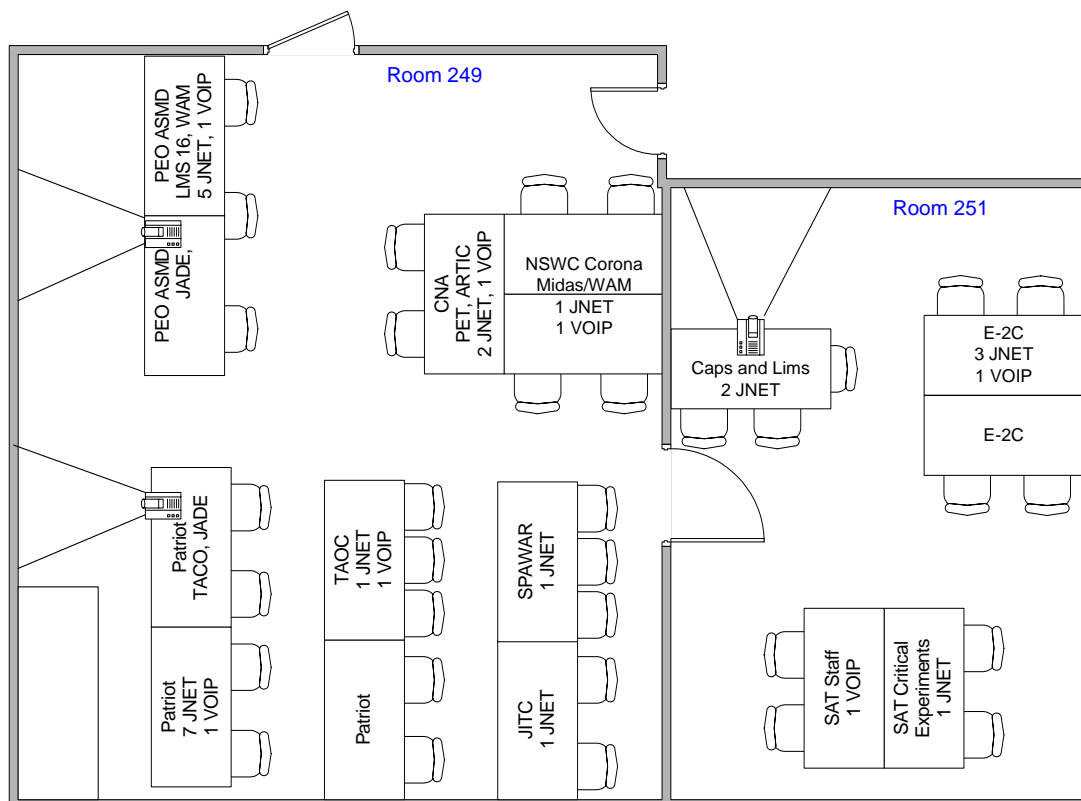 Room 249
PEO ASMD
LMS 16, WAM
5 JNET, 1 VOIP
PEO ASMD
JADE,
CNA
PET, ARTIC
2 JNET, 1 VOIP
NSWC Corona
Midas/WAM
1 JNET
1 VOIP
Patriot
TACO, JADE
Patriot
7 JNET
1 VOIP
TAOC
1 JNET
1 VOIP
Patriot
SPAWAR
1 JNET
JITC
1 JNET
Room 251
Caps and Lims
2 JNET
E-2C
3 JNET
1 VOIP
E-2C
SAT Staff
1 VOIP
SAT Critical
Experiments
1 JNET